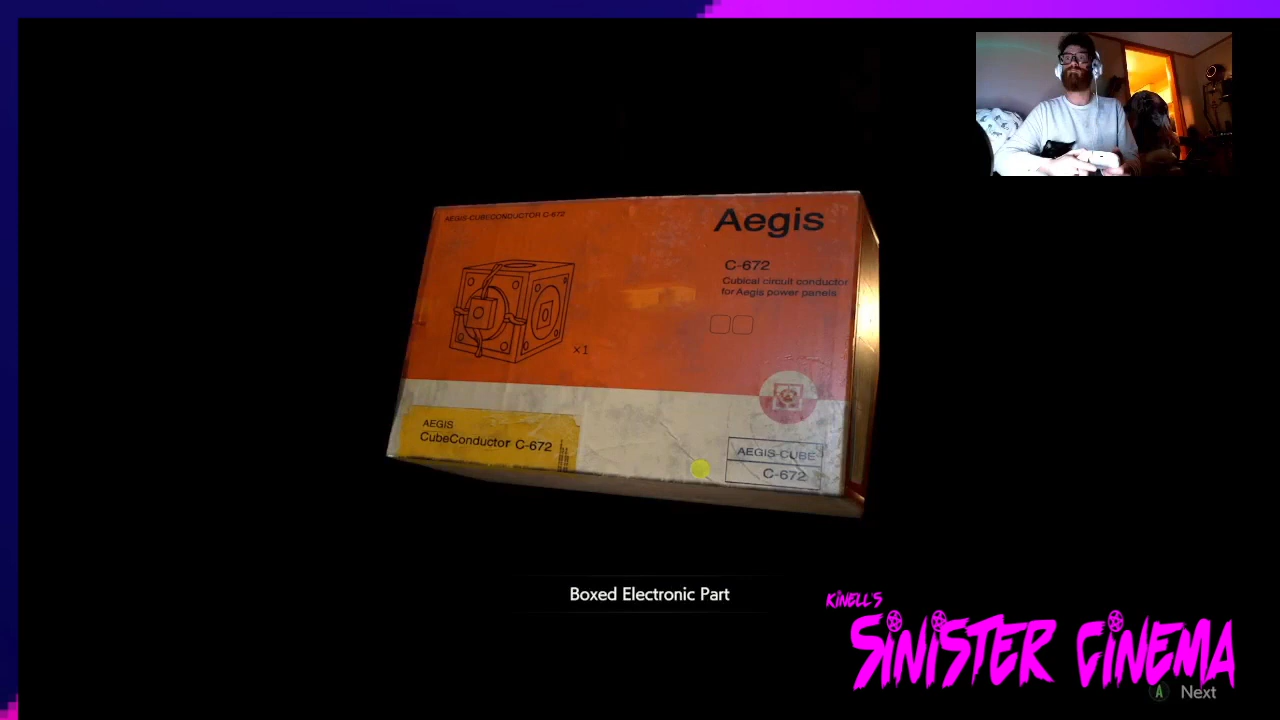 AEGIS-CUBECONDUCTOR C-672
Aegis
C-672
Cubical circuit conductor
for Aegis power panels
x1
AEGIS
CubeConductor C-672
AEGIS-CUBE
C-672
Boxed Electronic Part
KINELL'S
SINISTER CINEMA
A Next